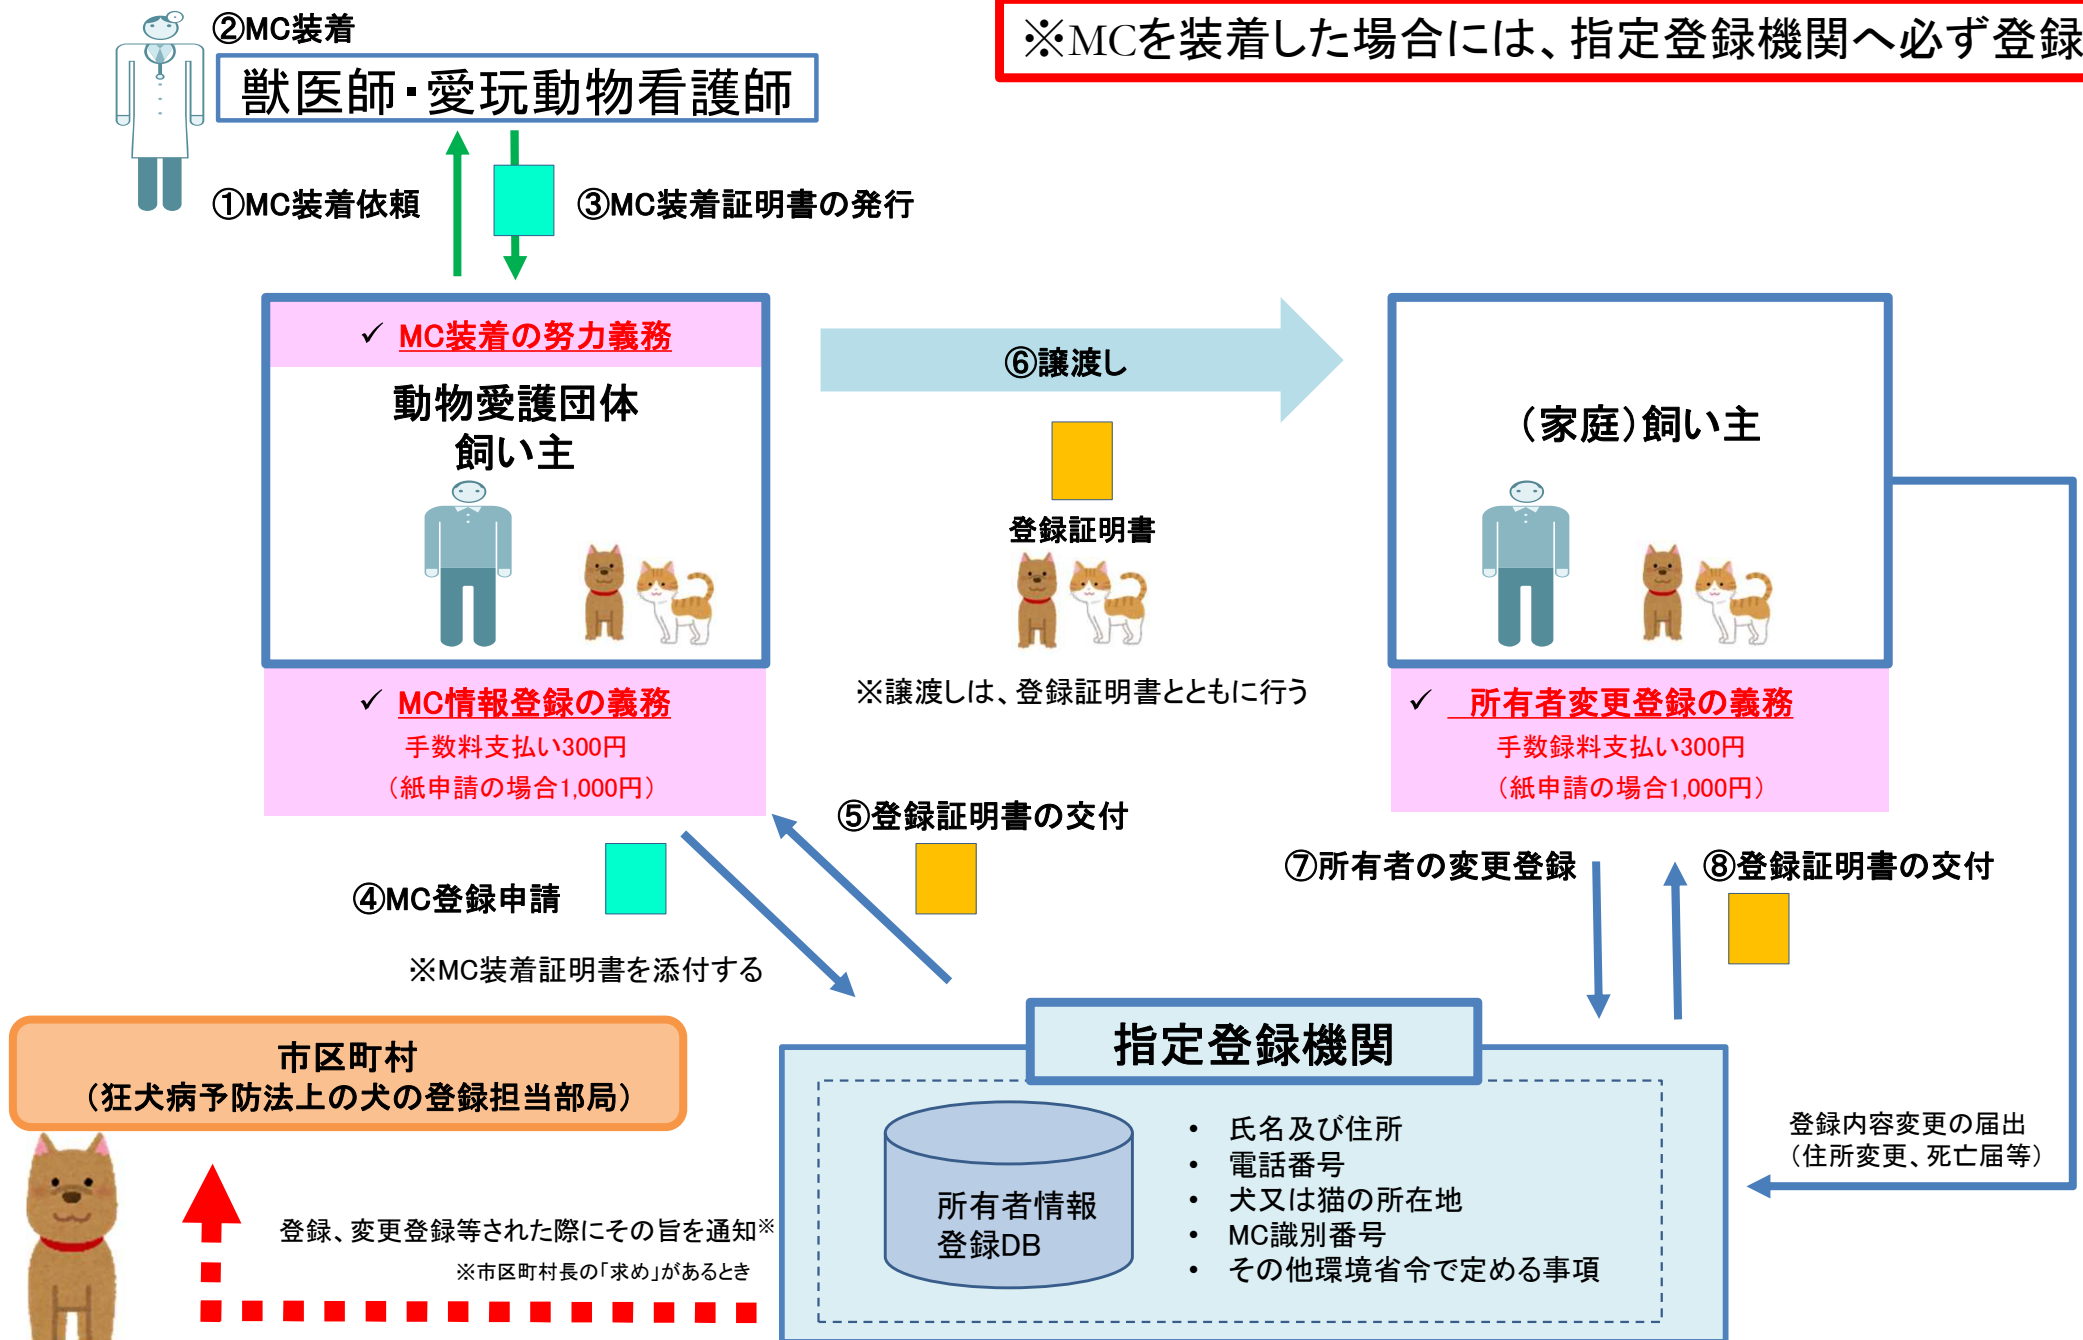 ②MC装着
※MCを装着した場合には、指定登録機関へ必ず登録
獣医師・愛玩動物看護師
①MC装着依頼
③MC装着証明書の発行
✓ MC装着の努力義務
動物愛護団体
飼い主
⑥譲渡し
登録証明書
※譲渡しは、登録証明書とともに行う
（家庭）飼い主
✓ MC情報登録の義務
手数料支払い300円
（紙申請の場合1,000円）
✓ 所有者変更登録の義務
手数録料支払い300円
（紙申請の場合1,000円）
④MC登録申請
※MC装着証明書を添付する
⑤登録証明書の交付
⑦所有者の変更登録
⑧登録証明書の交付
市区町村
（狂犬病予防法上の犬の登録担当部局）
登録、変更登録等された際にその旨を通知※
※市区町村長の「求め」があるとき
指定登録機関
所有者情報
登録DB
• 氏名及び住所
• 電話番号
• 犬又は猫の所在地
• MC識別番号
• その他環境省令で定める事項
登録内容変更の届出
（住所変更、死亡届等）